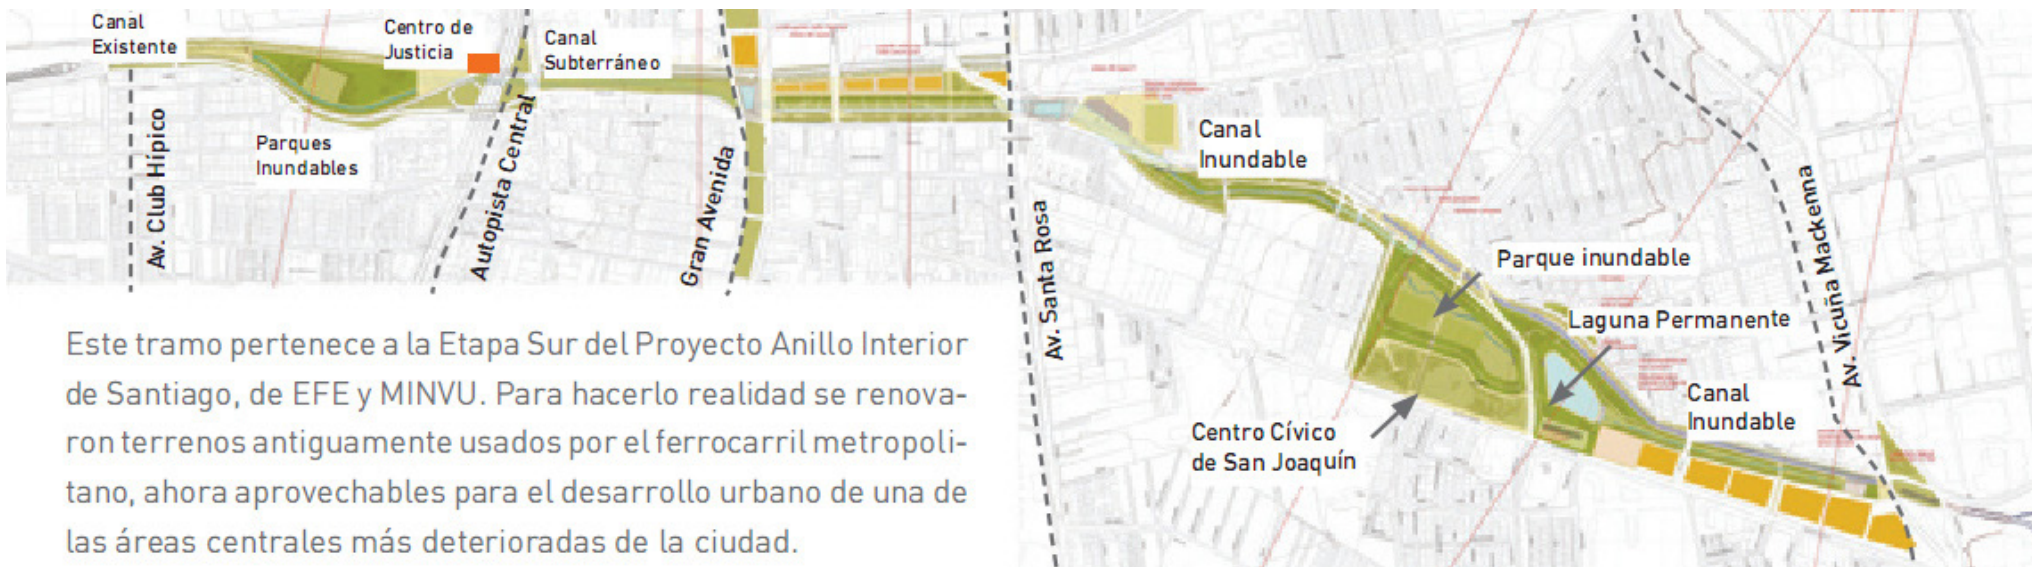 Canal
Existente
Centro de
Justicia
Canal
Subterráneo
Parques
Inundables
Av. Club Hípico
Autopista Central
Gran Avenida
Av. Santa Rosa
Canal
Inundable
Parque inundable
Laguna Permanente
Av. Vicuña Mackenna
Canal
Inundable
Centro Cívico
de San Joaquín
Este tramo pertenece a la Etapa Sur del Proyecto Anillo Interior
de Santiago, de EFE y MINVU. Para hacerlo realidad se renova-
ron terrenos antiguamente usados por el ferrocarril metropoli-
tano, ahora aprovechables para el desarrollo urbano de una de
las áreas centrales más deterioradas de la ciudad.